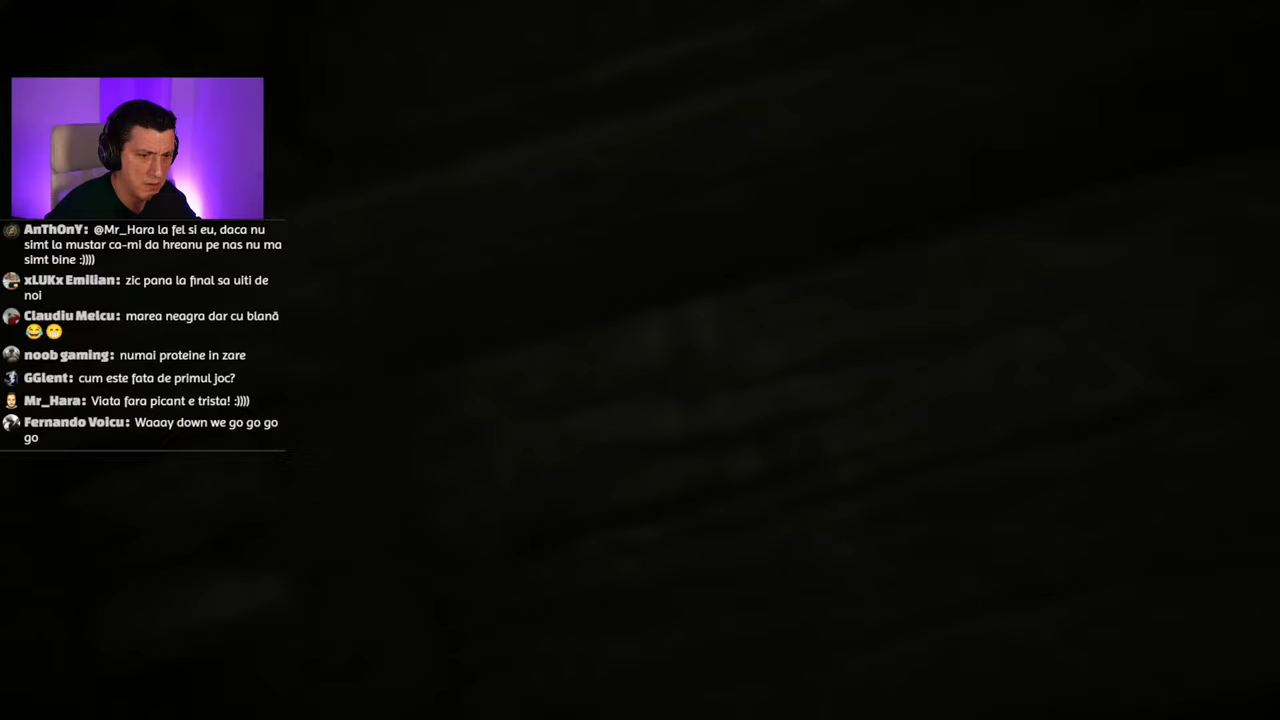 AnThOnY: @Mr_Hara la fel si eu, daca nu
simt la mustar ca-mi da hreanu pe nas nu ma
simt bine :))))
xLUKx Emilian: zic pana la final sa uiti de
noi
Claudiu Melcu: marea neagra dar cu blană
😂😁
noob gaming: numai proteine in zare
GGlent: cum este fata de primul joc?
Mr_Hara: Viata fara picant e trista! :))))
Fernando Voicu: Waaay down we go go go
go